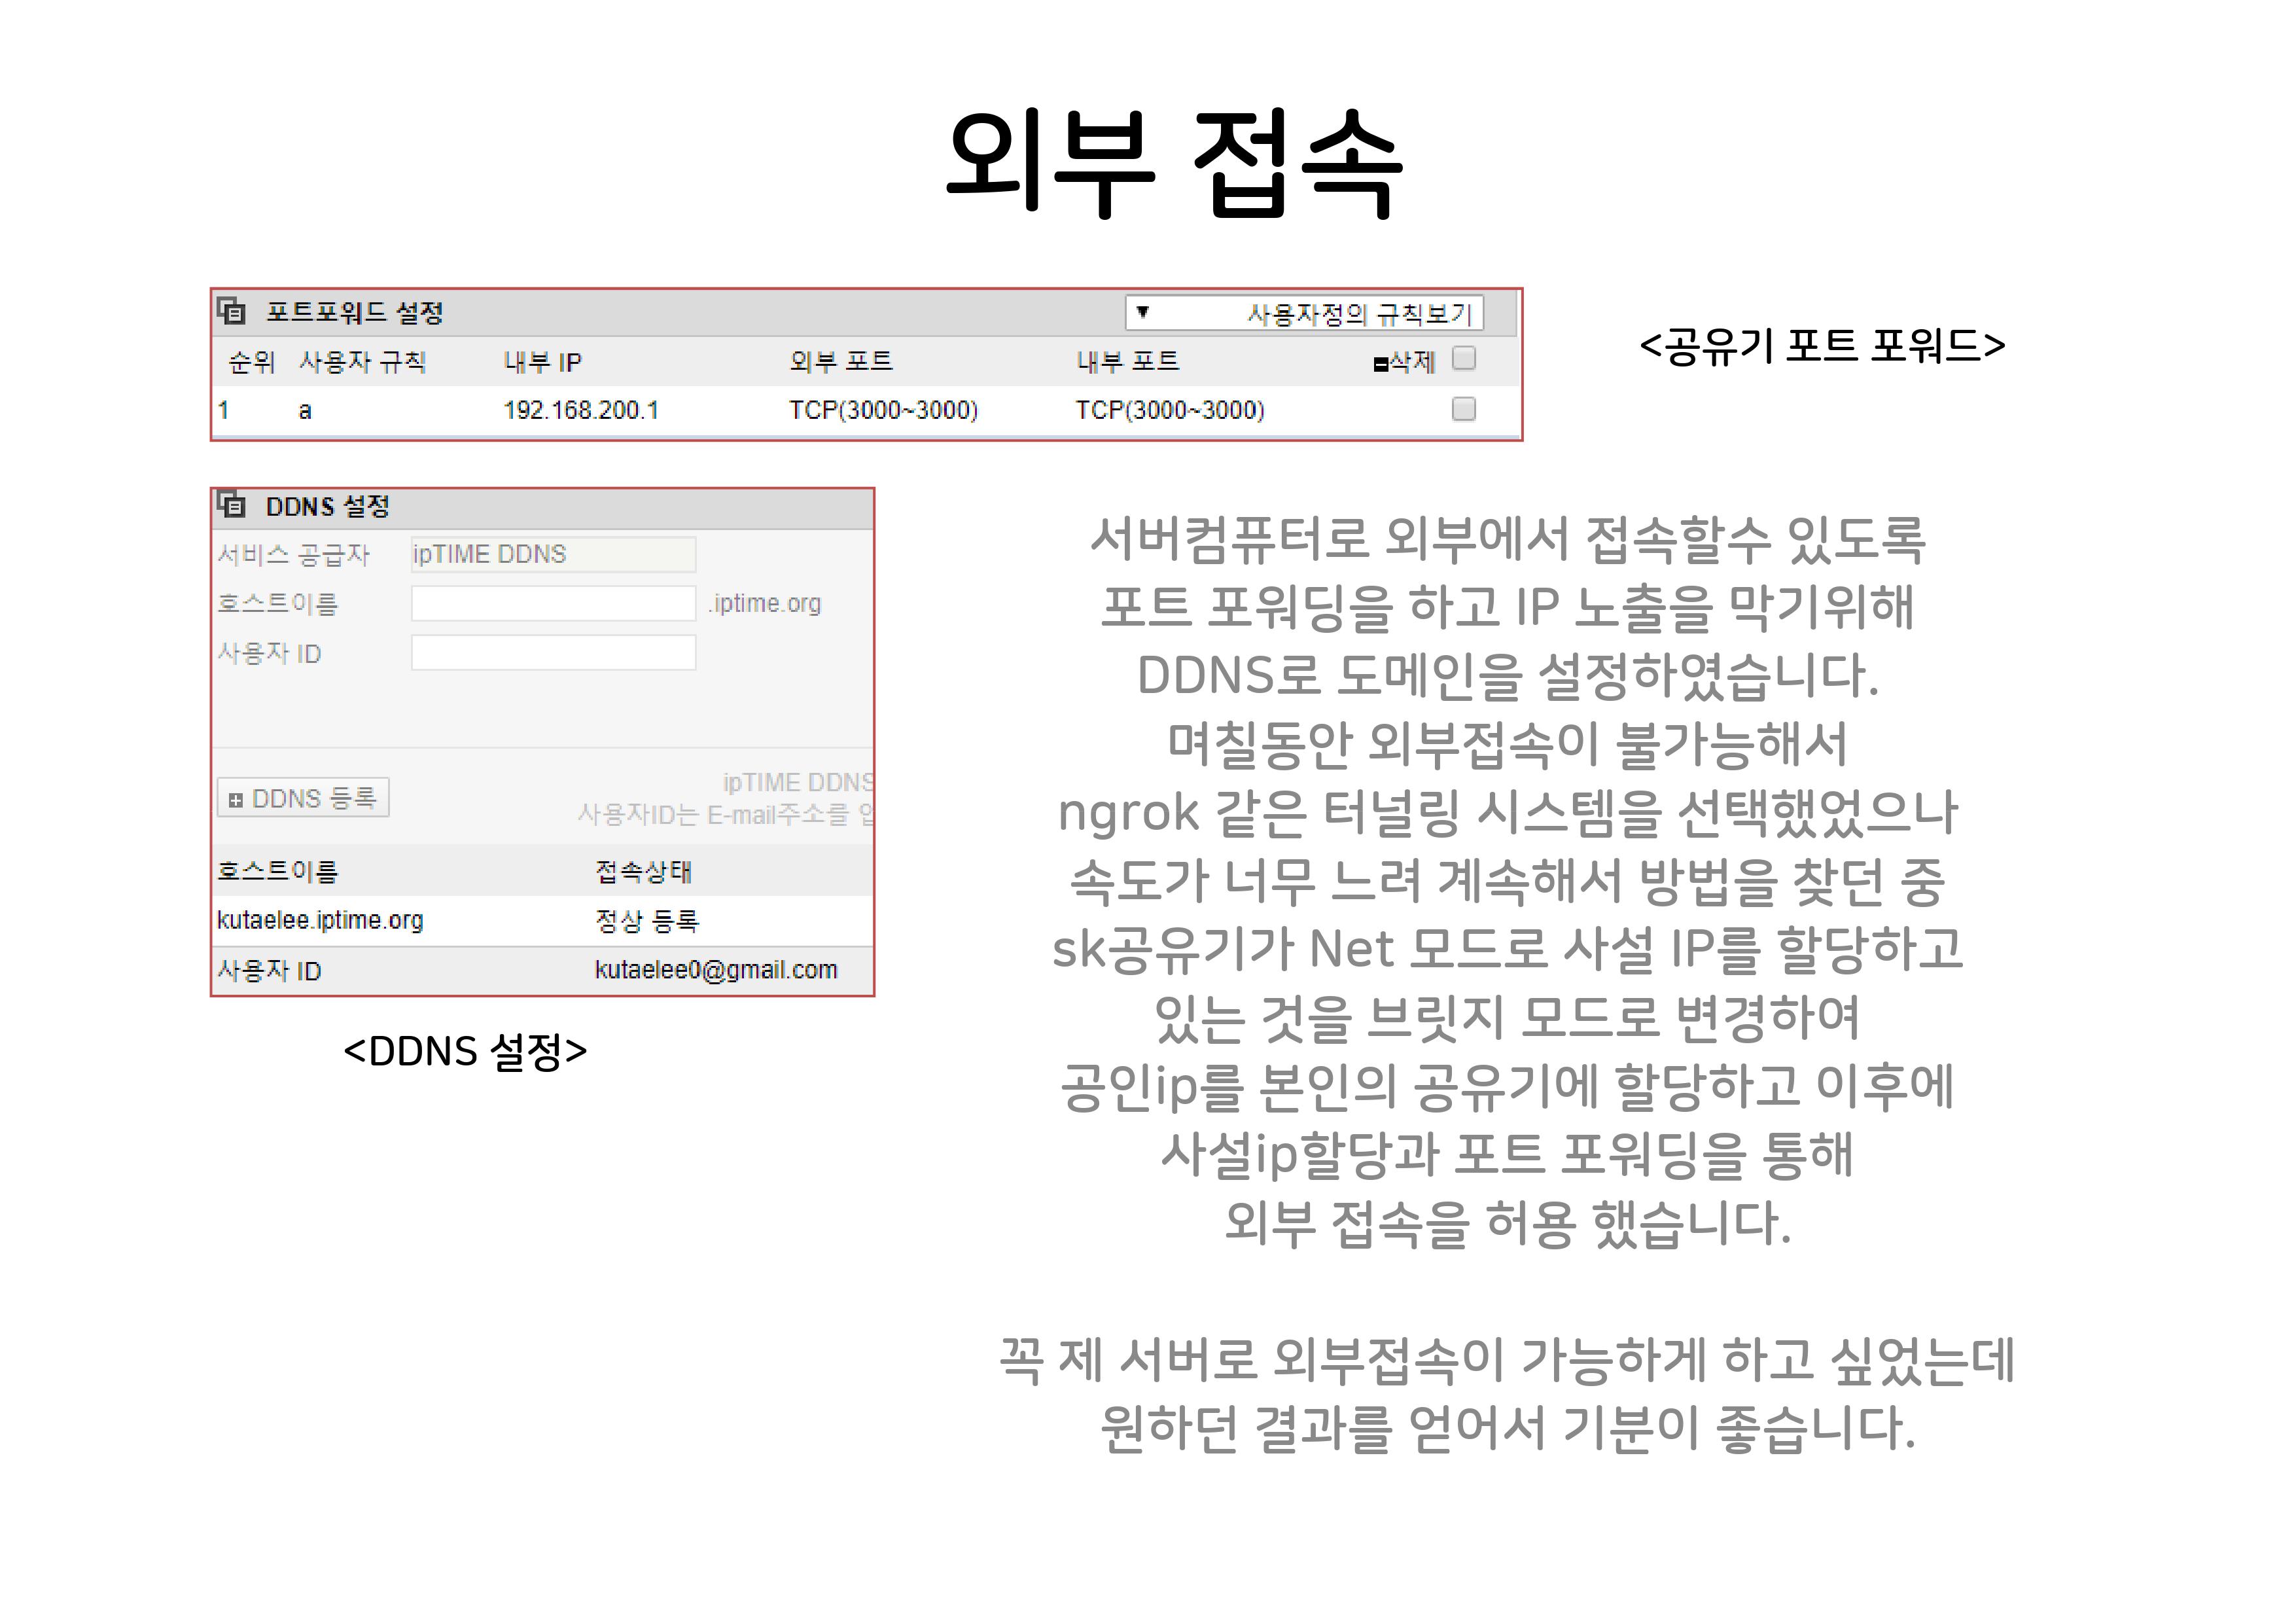 외부 접속
포트포워드 설정 ▼ 사용자정의 규칙보기
순위 사용자 규칙 내부 IP 외부 포트 내부 포트 삭제
1 a 192.168.200.1 TCP(3000~3000) TCP(3000~3000)
<공유기 포트 포워드>
DDNS 설정
서비스 공급자 ipTIME DDNS
호스트이름 .iptime.org
사용자 ID
ipTIME DDNS
DDNS 등록
사용자ID는 E-mail주소를
호스트이름 접속상태
kutaelee.iptime.org 정상 등록
사용자 ID kutaelee0@gmail.com
<DDNS 설정>
서버컴퓨터로 외부에서 접속할수 있도록
포트 포워딩을 하고 IP 노출을 막기위해
DDNS로 도메인을 설정하였습니다.
며칠동안 외부접속이 불가능해서
ngrok 같은 터널링 시스템을 선택했었으나
속도가 너무 느려 계속해서 방법을 찾던 중
sk공유기가 Net 모드로 사설 IP를 할당하고
있는 것을 브릿지 모드로 변경하여
공인ip를 본인의 공유기에 할당하고 이후에
사설ip할당과 포트 포워딩을 통해
외부 접속을 허용 했습니다.
꼭 제 서버로 외부접속이 가능하게 하고 싶었는데
원하던 결과를 얻어서 기분이 좋습니다.